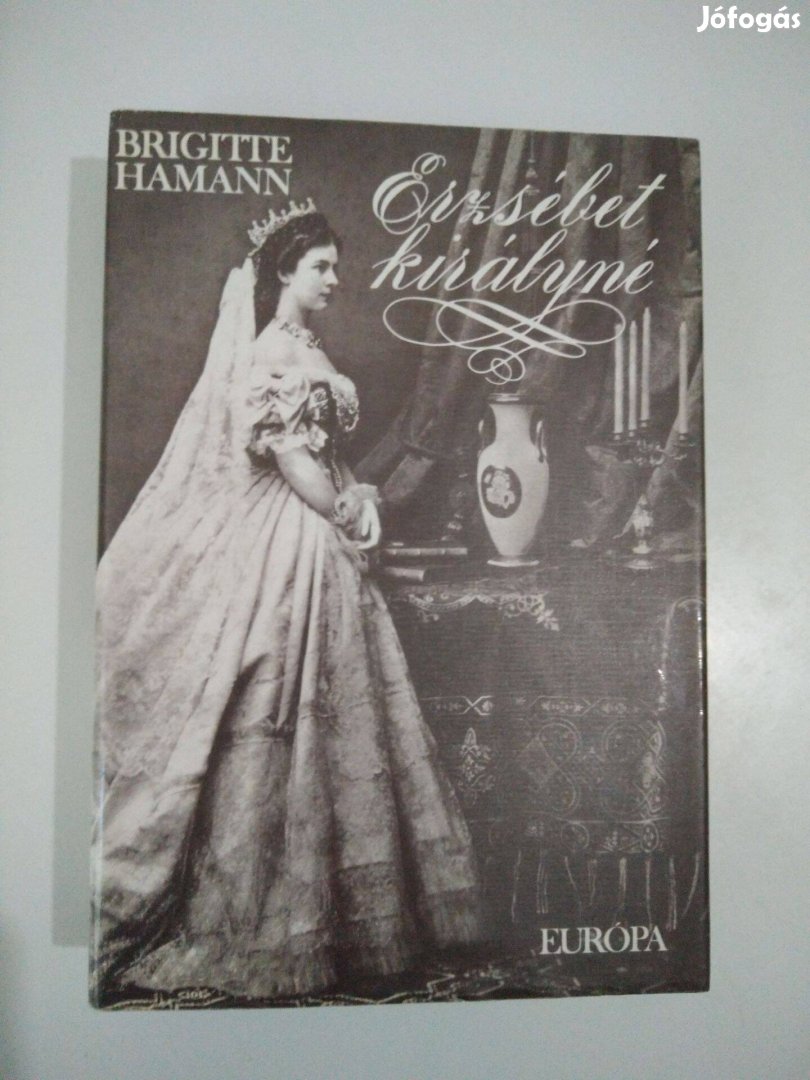 Jófogás
BRIGITTE
HAMANN
Erzsébet
királyné
EURÓPA